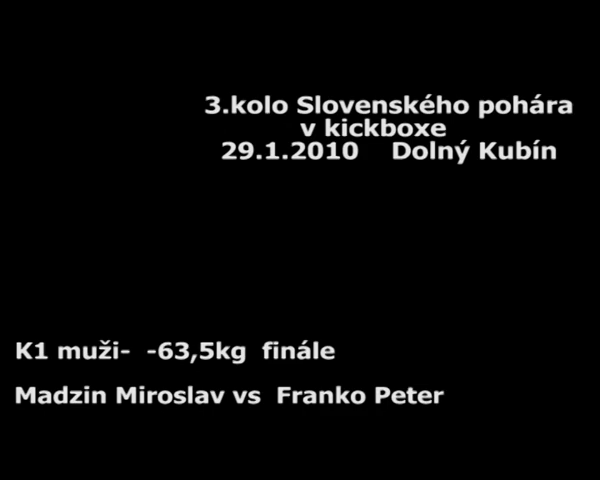 3.kolo Slovenského pohára
v kickboxe
29.1.2010 Dolný Kubín
K1 muži- -63,5kg finále
Madzin Miroslav vs Franko Peter